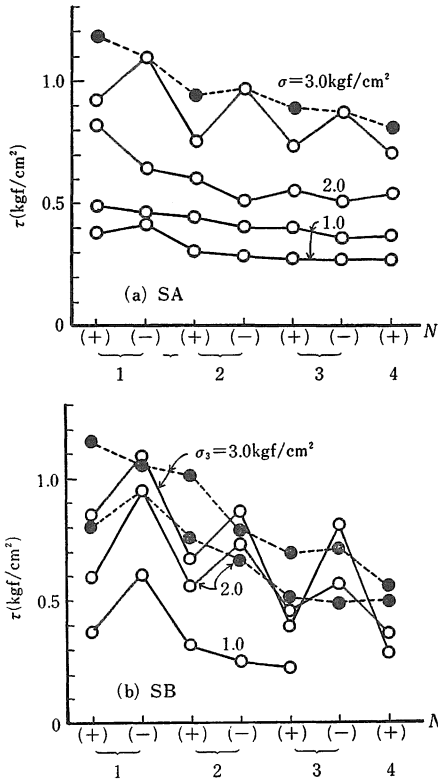 1.0
σ=3.0kgf/cm²
τ(kgf/cm²)
2.0
0.5
1.0
(a) SA
0
(+) (-) (+) (-) (+) (-) (+) N
1 2 3 4
σ₃=3.0kgf/cm²
1.0
τ(kgf/cm²)
2.0
0.5
1.0
(b) SB
0
(+) (-) (+) (-) (+) (-) (+) N
1 2 3 4